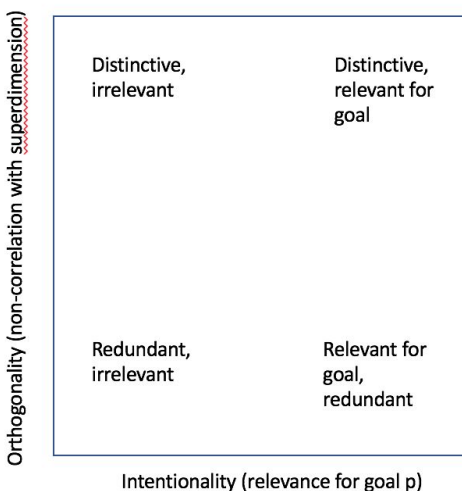 Orthogonality (non-correlation with superdimension)
Distinctive,
irrelevant
Distinctive,
relevant for
goal
Redundant,
irrelevant
Relevant for
goal,
redundant
Intentionality (relevance for goal p)